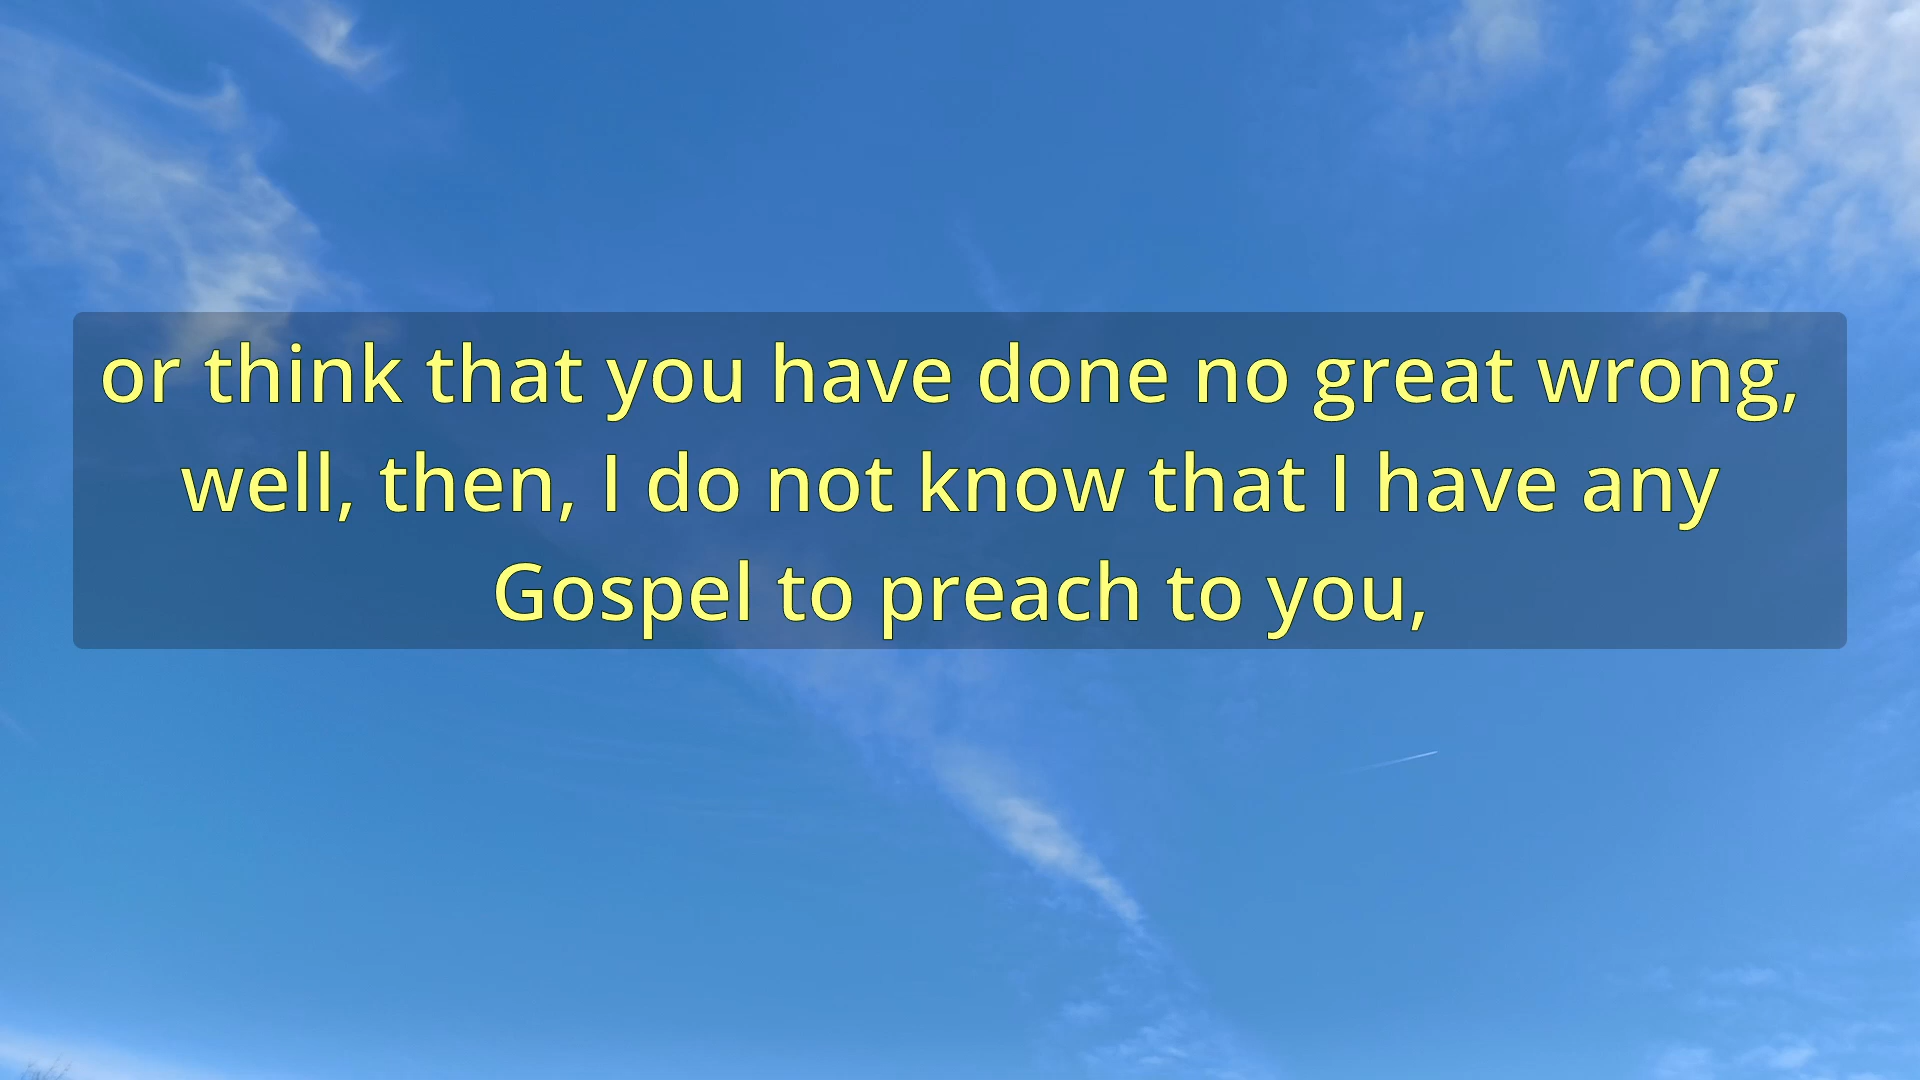 or think that you have done no great wrong,
well, then, I do not know that I have any
Gospel to preach to you,